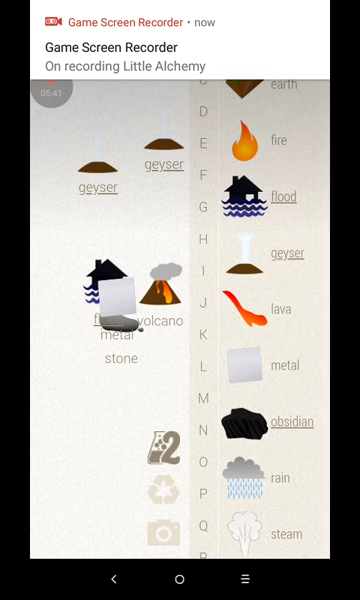 Game Screen Recorder • now
Game Screen Recorder
On recording Little Alchemy
05:41
earth
D
E
fire
F
flood
G
H
geyser
I
J
lava
K
L
metal
M
N
obsidian
O
rain
P
Q
steam
geyser
geyser
volcano
metal
stone
2